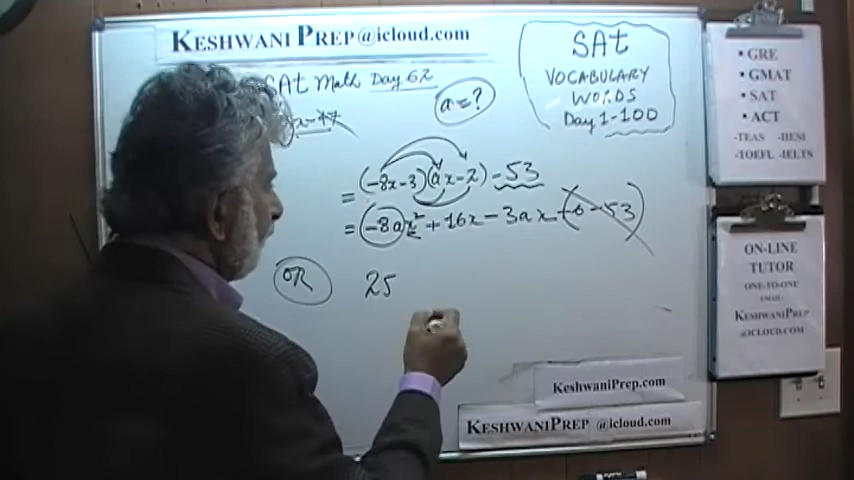 KESHWANI PREP@iCLOUD.COM
SAt Math Day 62
a=?
SAt
VOCABULARY
WORDS
Day 1-100
x-47
= (-8x-3)(ax-2)-53
= (-8ax²+16x-3ax+6-53)
OR
25
• GRE
• GMAT
• SAT
• ACT
-TEAS -HESI
-TOEFL -IELTS
ON-LINE
TUTOR
ONE-TO-ONE
EMAIL
KESHWANIPREP
@ICLOUD.COM
KESHWANIPREP.COM
KESHWANIPREP @iCLOUD.COM